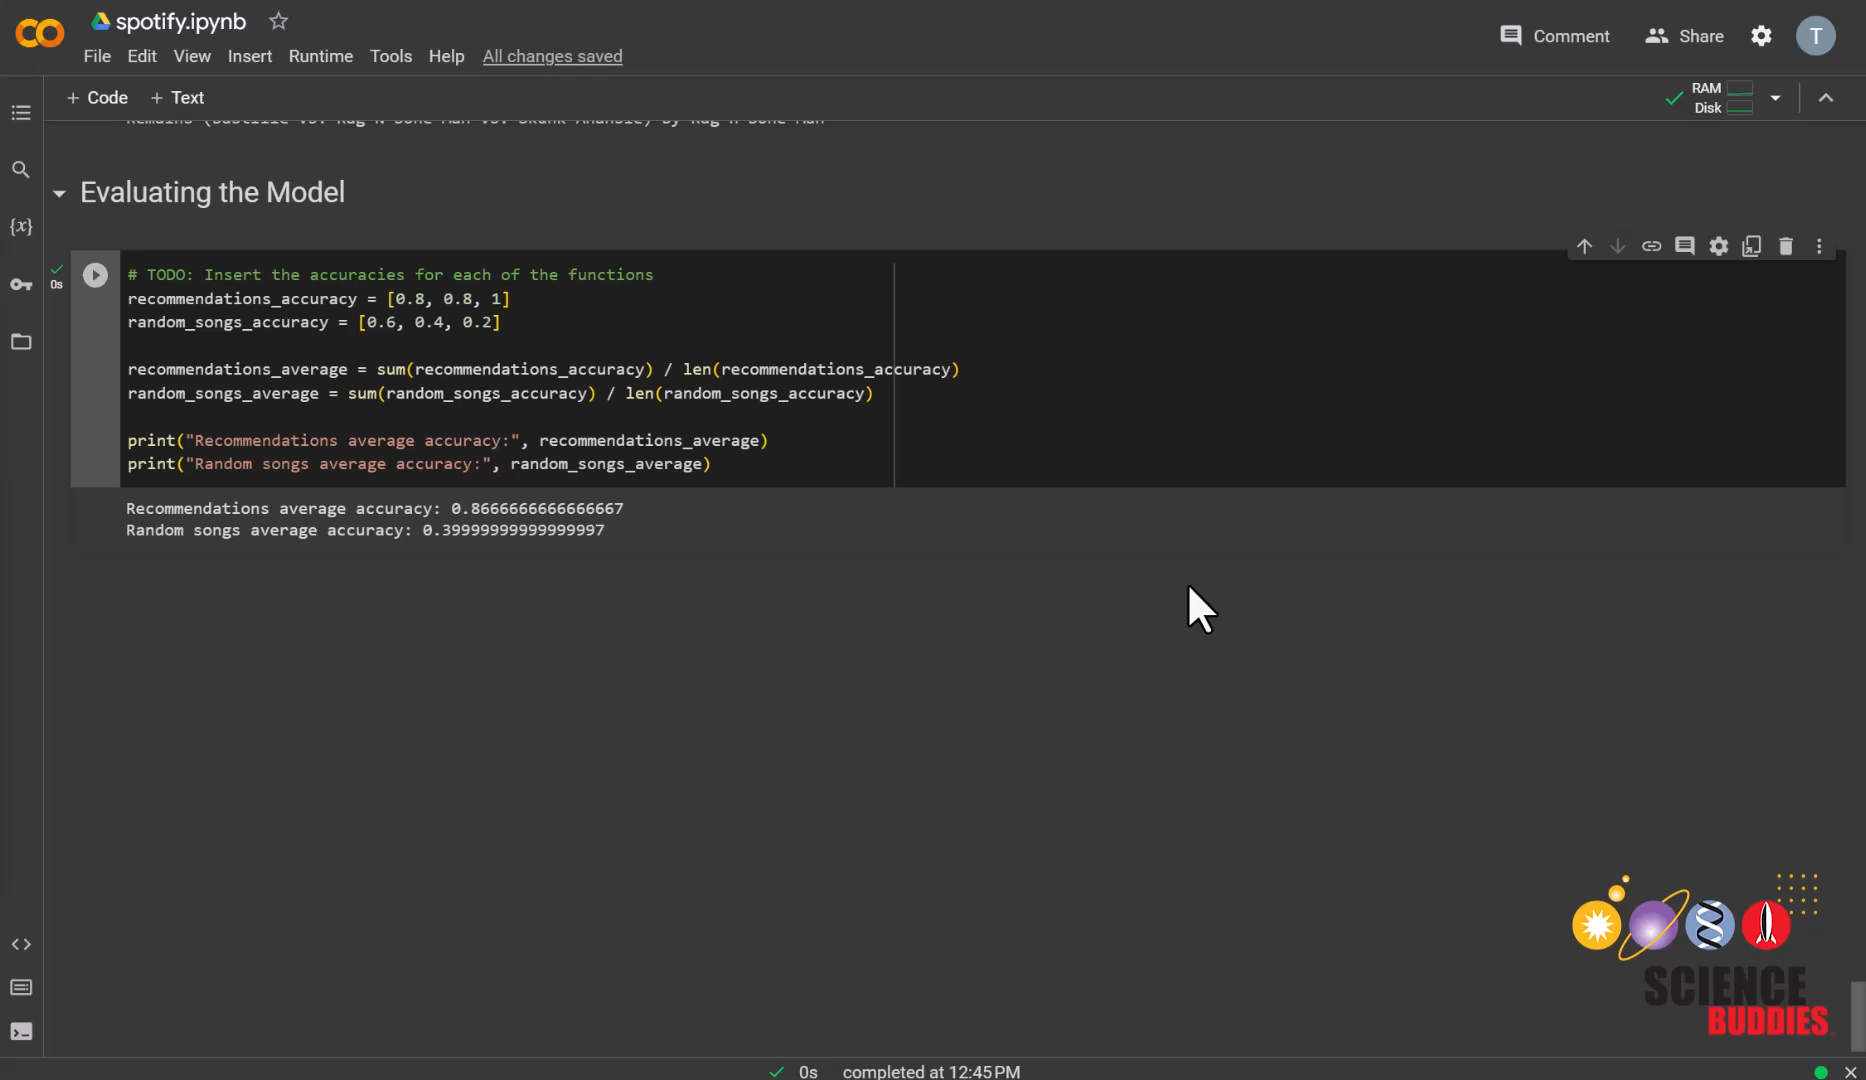 spotify.ipynb
File Edit View Insert Runtime Tools Help All changes saved
Comment Share T
+ Code + Text
RAM
Disk
Evaluating the Model
{x}
0s
# TODO: Insert the accuracies for each of the functions
recommendations_accuracy = [0.8, 0.8, 1]
random_songs_accuracy = [0.6, 0.4, 0.2]
recommendations_average = sum(recommendations_accuracy) / len(recommendations_accuracy)
random_songs_average = sum(random_songs_accuracy) / len(random_songs_accuracy)
print("Recommendations average accuracy:", recommendations_average)
print("Random songs average accuracy:", random_songs_average)
Recommendations average accuracy: 0.8666666666666667
Random songs average accuracy: 0.39999999999999997
SCIENCE
BUDDIES
0s completed at 12:45 PM